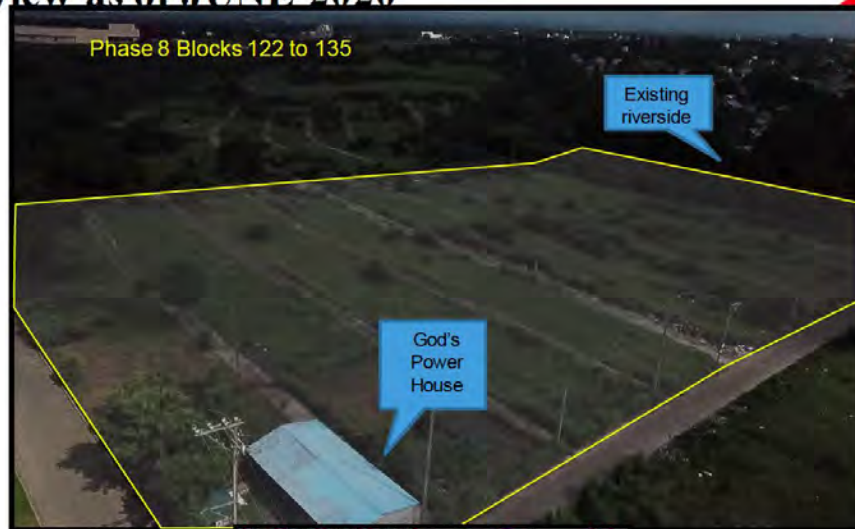 Phase 8 Blocks 122 to 135
Existing
riverside
God's
Power
House